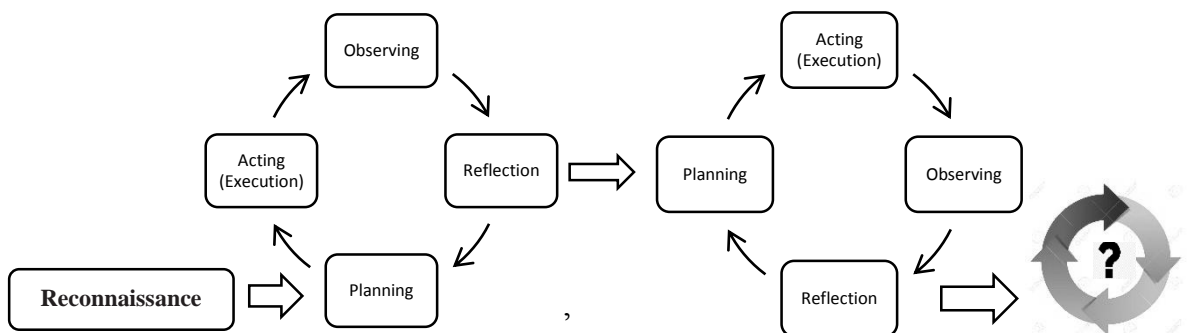 Observing
Acting
(Execution)
Acting
(Execution)
Reflection
Planning
Observing
Reconnaissance
Planning
,
Reflection
?